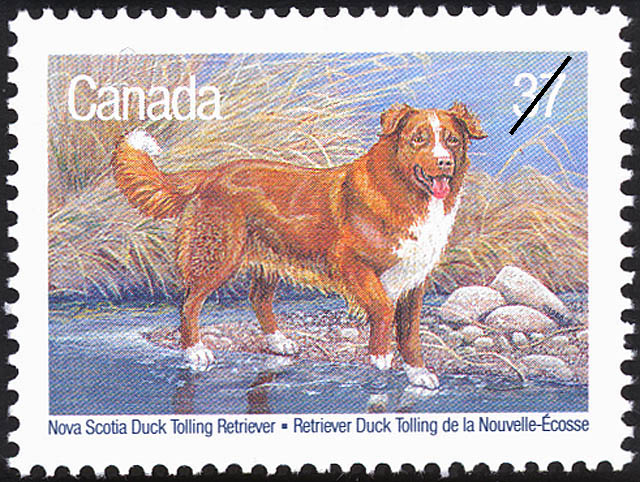 Canada 37
Nova Scotia Duck Tolling Retriever ▪ Retriever Duck Tolling de la Nouvelle-Écosse